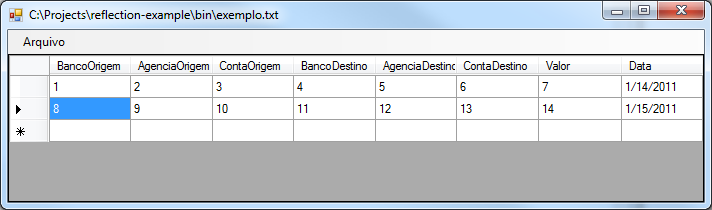 C:\Projects\reflection-example\bin\exemplo.txt
Arquivo
BancoOrigem AgenciaOrigem ContaOrigem BancoDestino AgenciaDestino ContaDestino Valor Data
1 2 3 4 5 6 7 1/14/2011
8 9 10 11 12 13 14 1/15/2011